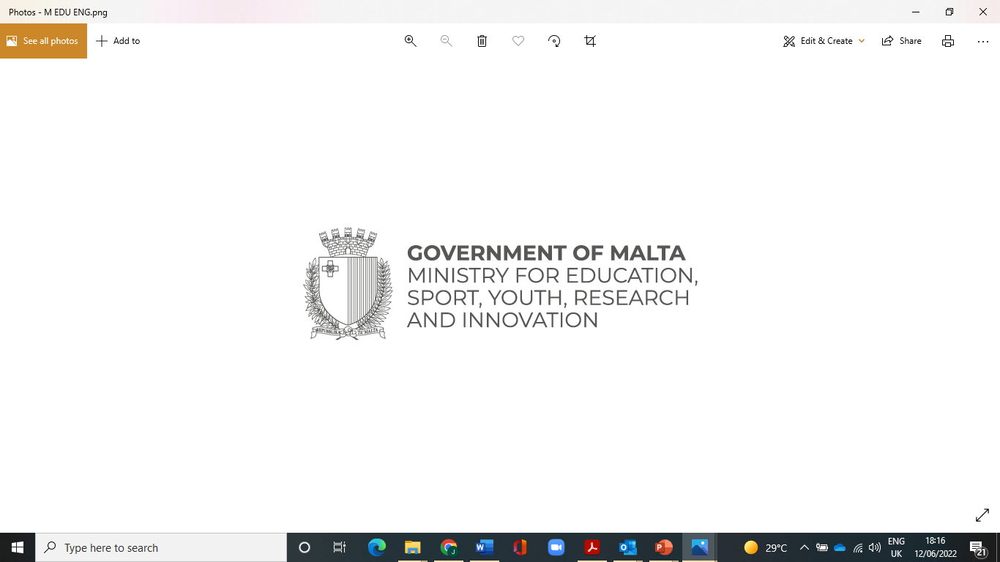 Photos - M EDU ENG.png
See all photos
Add to
Edit & Create
Share
GOVERNMENT OF MALTA
MINISTRY FOR EDUCATION,
SPORT, YOUTH, RESEARCH
AND INNOVATION
REPUBBLIKA TA' MALTA
Type here to search
29°C
ENG
UK
18:16
12/06/2022
21